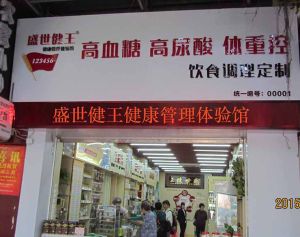 盛世健王
123456
高血糖 高尿酸 体重控
饮食调理定制
统一编号：00001
盛世健王健康管理体验馆
2015